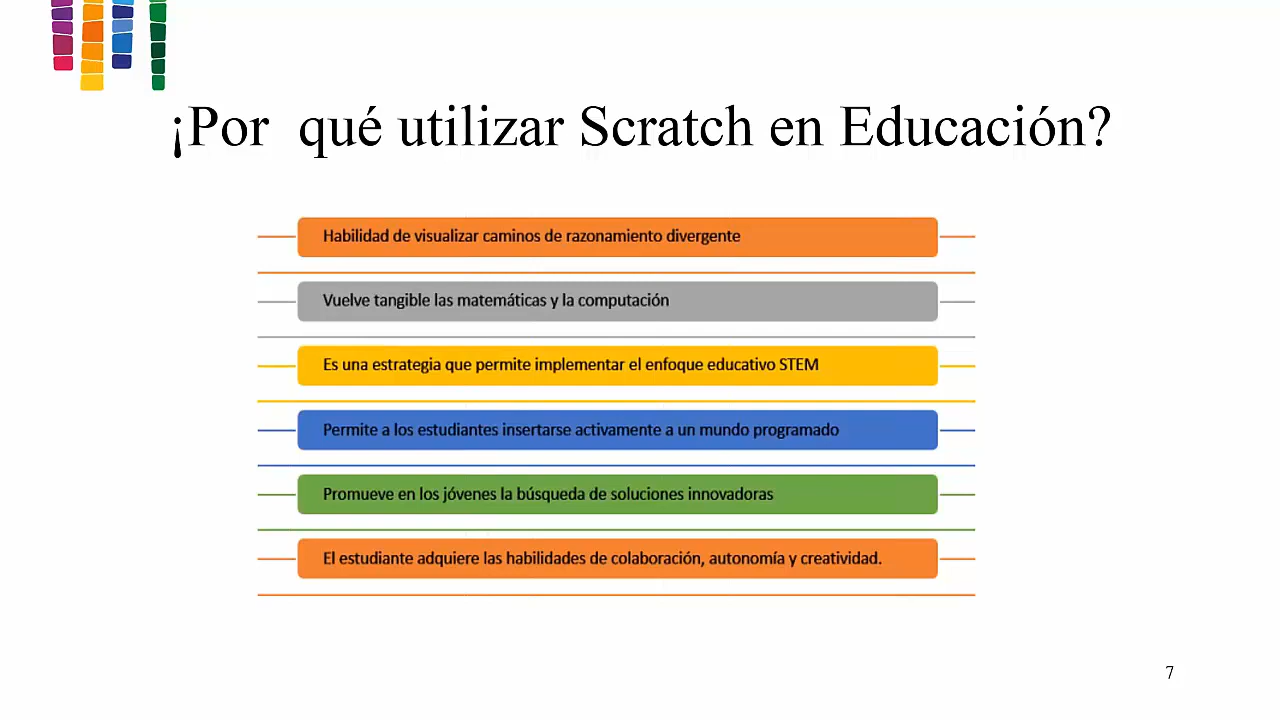 ¡Por qué utilizar Scratch en Educación?
Habilidad de visualizar caminos de razonamiento divergente
Vuelve tangible las matemáticas y la computación
Es una estrategia que permite implementar el enfoque educativo STEM
Permite a los estudiantes insertarse activamente a un mundo programado
Promueve en los jóvenes la búsqueda de soluciones innovadoras
El estudiante adquiere las habilidades de colaboración, autonomía y creatividad.
7